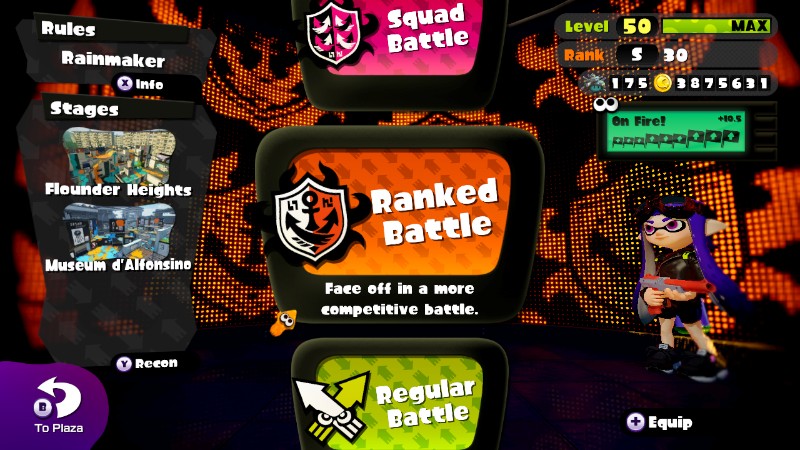 Rules
Rainmaker
X Info
Stages
Flounder Heights
Museum d'Alfonsino
Y Recon
B
To Plaza
Squad
Battle
Ranked
Battle
Face off in a more
competitive battle.
Regular
Battle
Level 50 MAX
Rank S 30
175 3875631
On Fire! +10.5
+ Equip